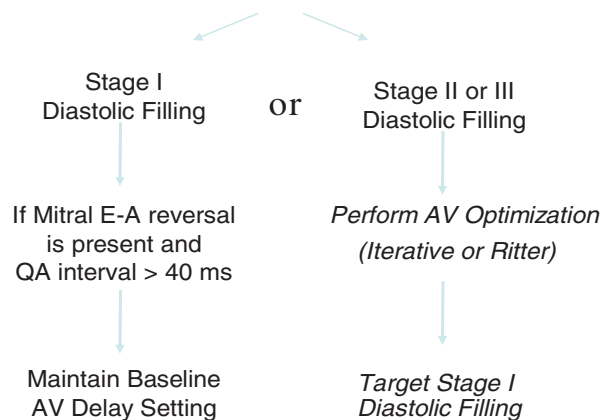 Stage I
Diastolic Filling
or
Stage II or III
Diastolic Filling
If Mitral E-A reversal
is present and
QA interval > 40 ms
Perform AV Optimization
(Iterative or Ritter)
Maintain Baseline
AV Delay Setting
Target Stage I
Diastolic Filling